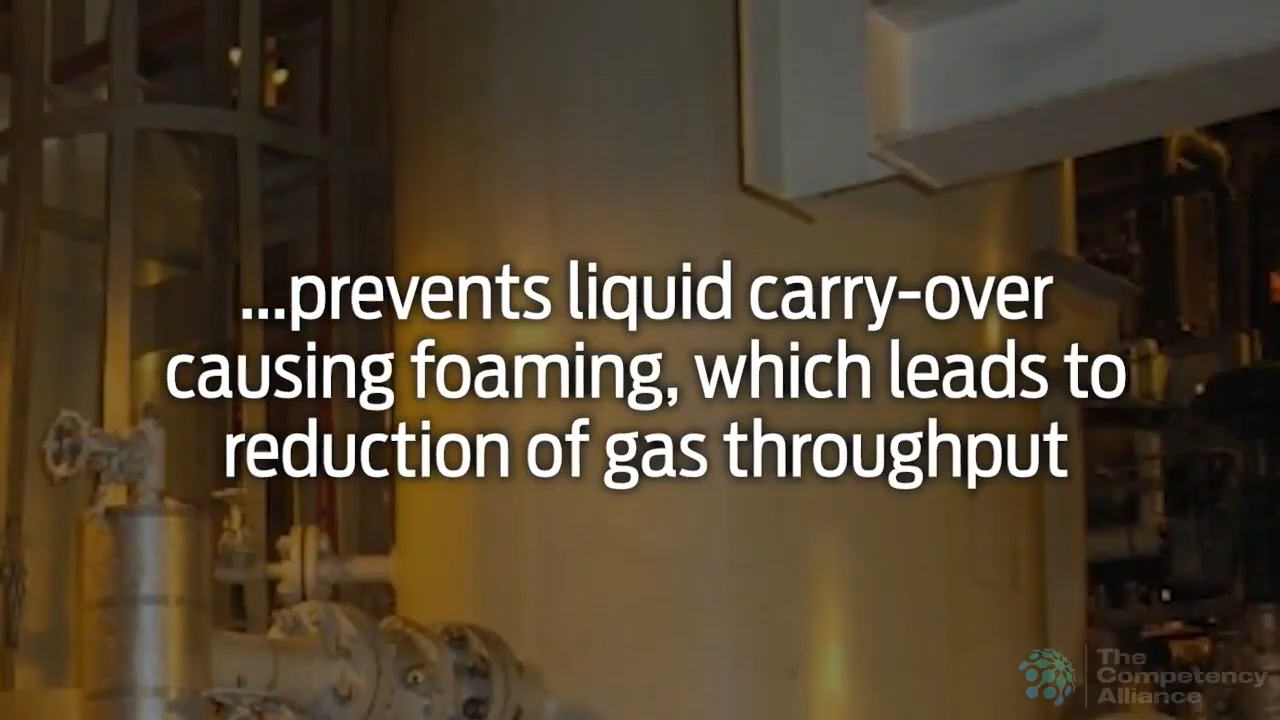 ...prevents liquid carry-over
causing foaming, which leads to
reduction of gas throughput
The
Competency
Alliance